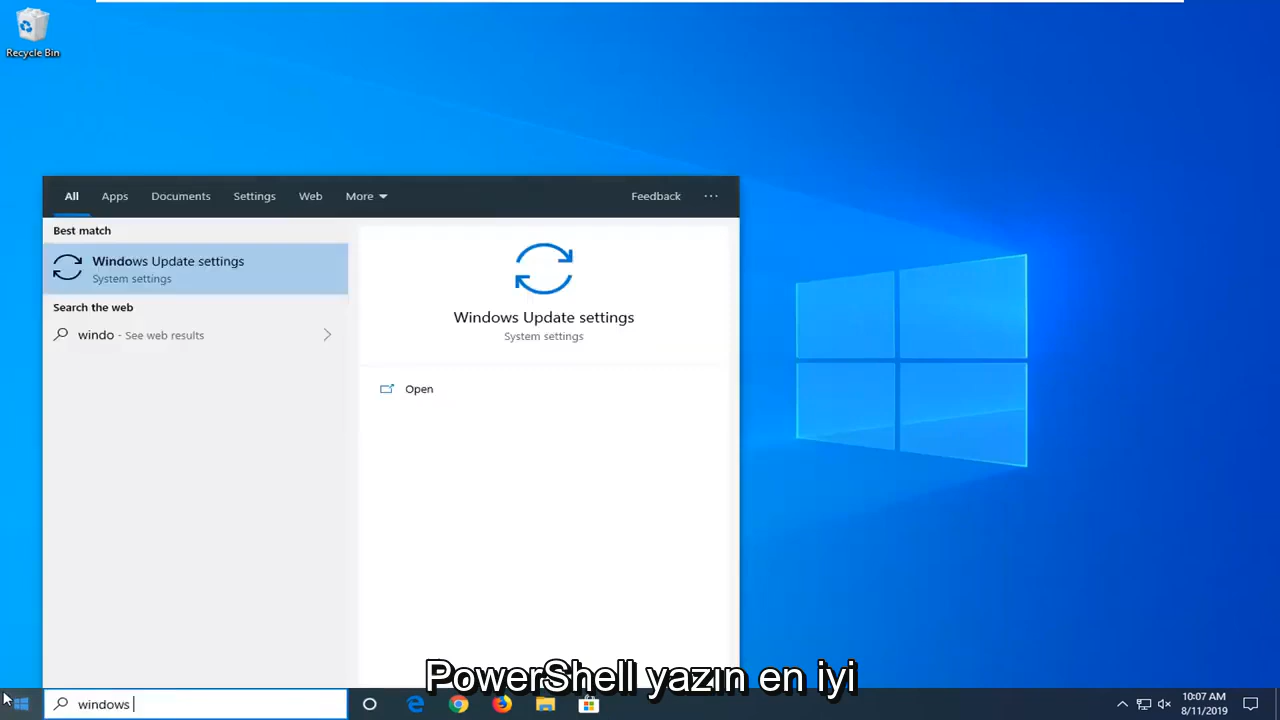 Recycle Bin
All Apps Documents Settings Web More Feedback ...
Best match
Windows Update settings
System settings
Search the web
windo - See web results
Windows Update settings
System settings
Open
PowerShell yazın en iyi
windows
10:07 AM
8/11/2019